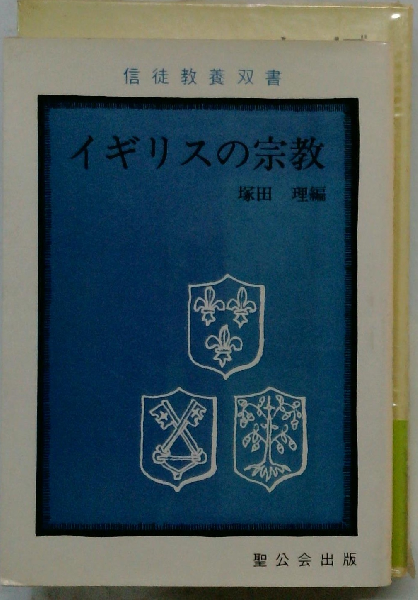 信徒教養双書
イギリスの宗教
塚田 理編
聖公会出版